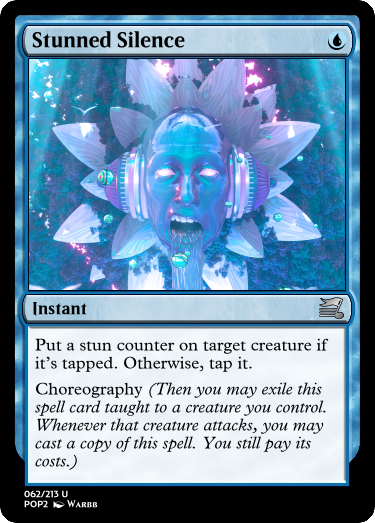 Stunned Silence
Instant
Put a stun counter on target creature if
it's tapped. Otherwise, tap it.
Choreography (Then you may exile this
spell card taught to a creature you control.
Whenever that creature attacks, you may
cast a copy of this spell. You still pay its
costs.)
062/213 U
POP2 Warbb